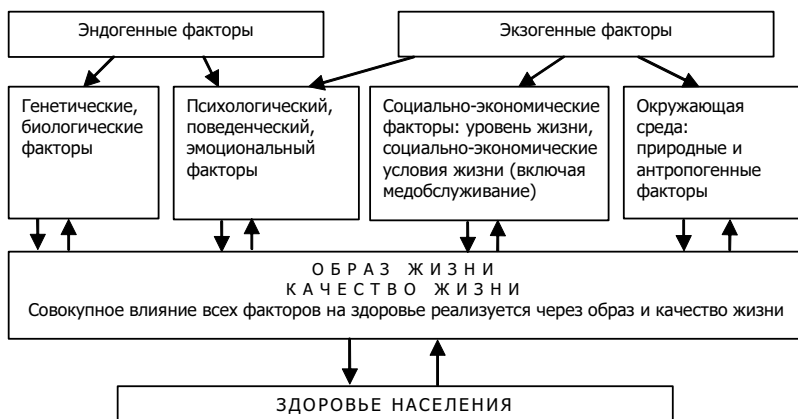 Эндогенные факторы
Экзогенные факторы
Генетические,
биологические
факторы
Психологический,
поведенческий,
эмоциональный
факторы
Социально-экономические
факторы: уровень жизни,
социально-экономические
условия жизни (включая
медобслуживание)
Окружающая
среда:
природные и
антропогенные
факторы
ОБРАЗ ЖИЗНИ
КАЧЕСТВО ЖИЗНИ
Совокупное влияние всех факторов на здоровье реализуется через образ и качество жизни
ЗДОРОВЬЕ НАСЕЛЕНИЯ